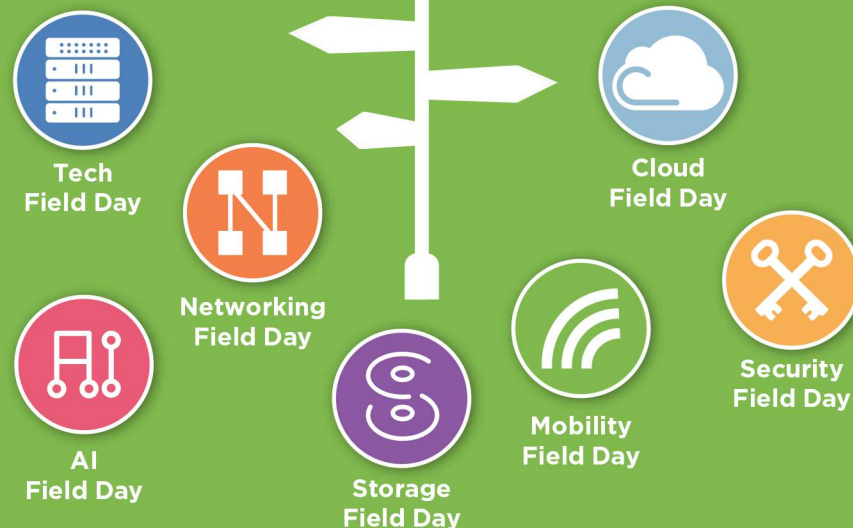 Tech
Field Day
Cloud
Field Day
Networking
Field Day
Security
Field Day
Mobility
Field Day
AI
Field Day
Storage
Field Day